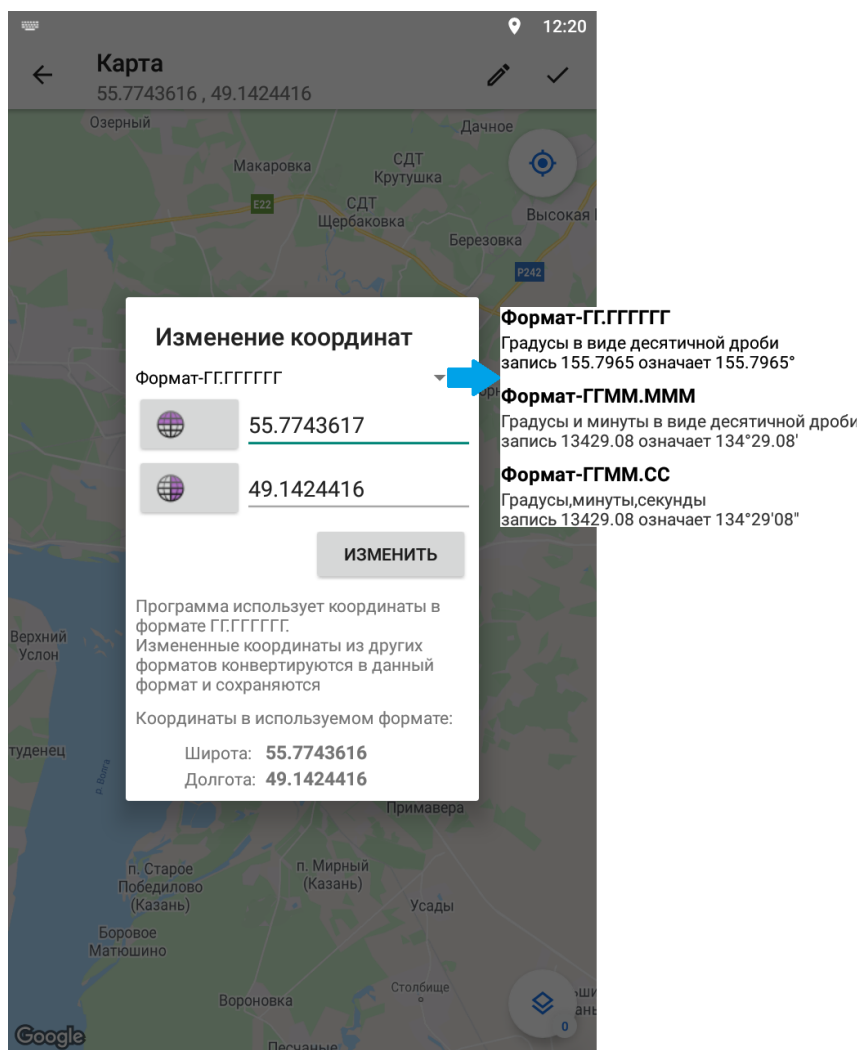 12:20
Карта
55.7743616 , 49.1424416
Озерный
Дачное
Макаровка
СДТ
Крутушка
E22
СДТ
Щербаковка
Высокая
Березовка
P242
Изменение координат
Формат-ГГ.ГГГГГГ
55.7743617
49.1424416
ИЗМЕНИТЬ
Программа использует координаты в
формате ГГ.ГГГГГГ.
Измененные координаты из других
форматов конвертируются в данный
формат и сохраняются
Координаты в используемом формате:
Широта: 55.7743616
Долгота: 49.1424416
Формат-ГГ.ГГГГГГ
Градусы в виде десятичной дроби
запись 155.7965 означает 155.7965°
Формат-ГГММ.МММ
Градусы и минуты в виде десятичной дроби
запись 13429.08 означает 134°29.08'
Формат-ГГММ.СС
Градусы,минуты,секунды
запись 13429.08 означает 134°29'08"
Верхний
Услон
туденец
р. Волга
Примавера
п. Старое
Победилово
(Казань)
п. Мирный
(Казань)
Усады
Боровое
Матюшино
Столбище
Вороновка
0
Google
Песчаные